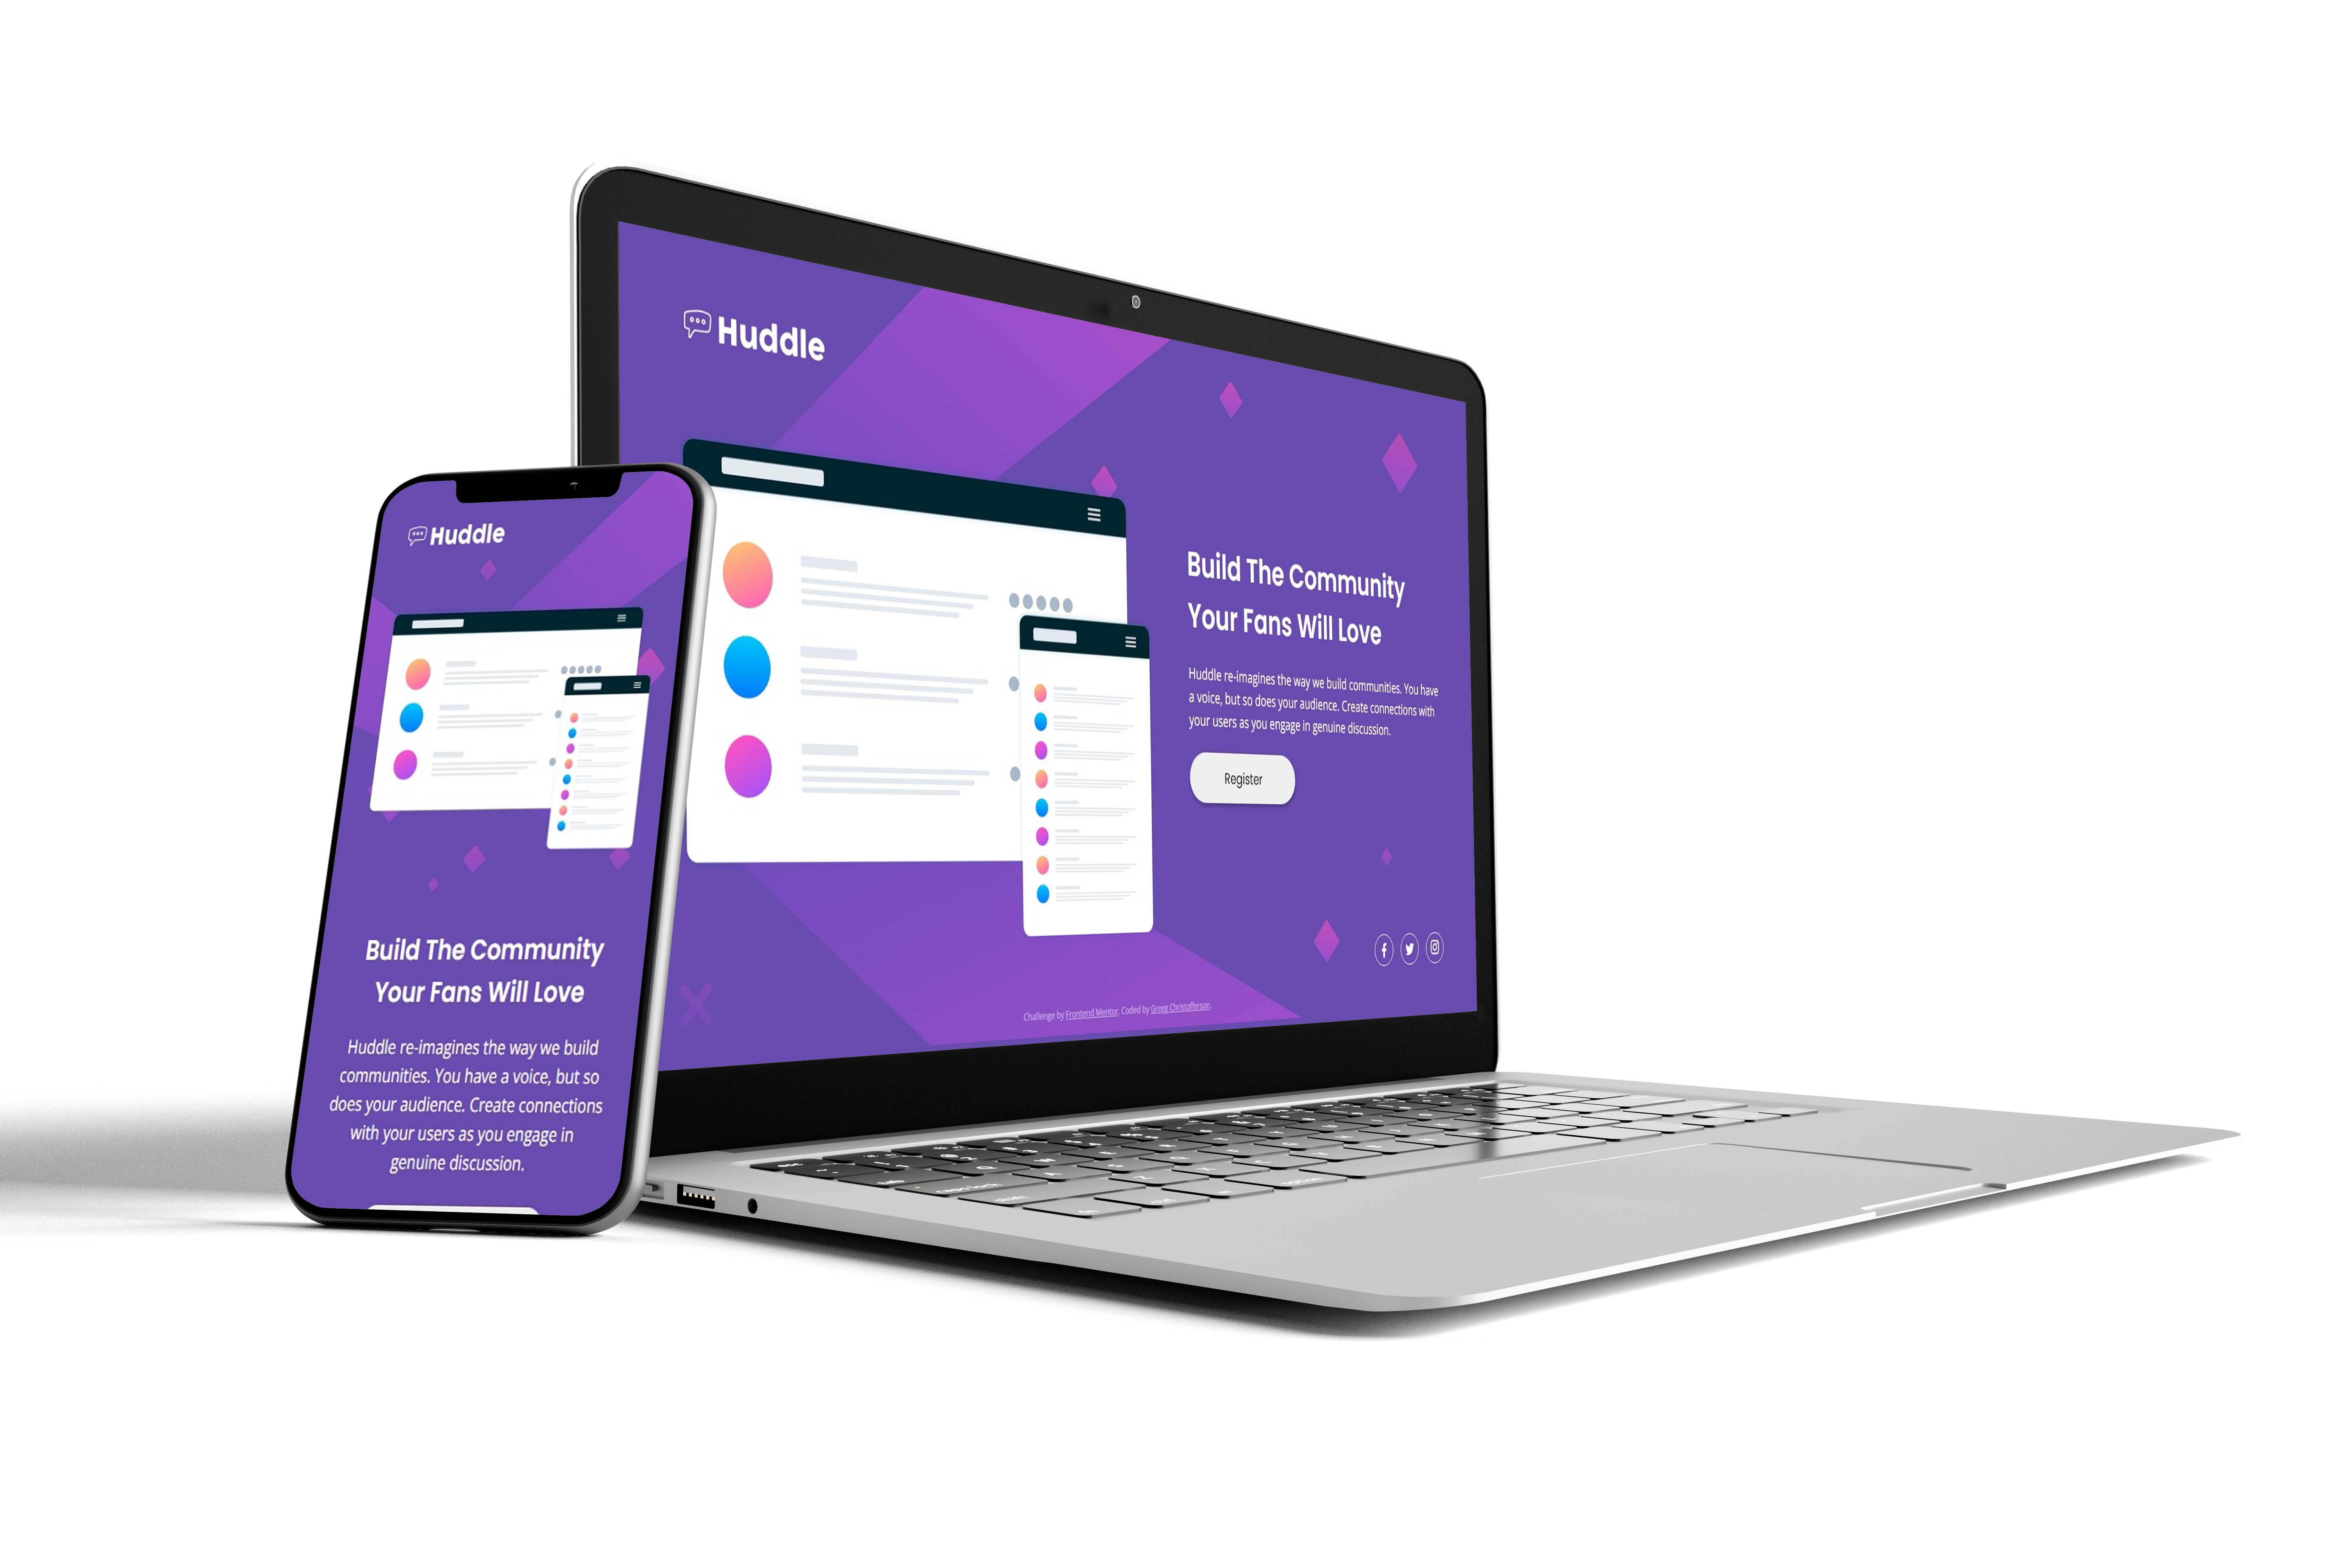 Huddle
Build The Community
Your Fans Will Love
Huddle re-imagines the way we build communities. You have
a voice, but so does your audience. Create connections with
your users as you engage in genuine discussion.
Register
Challenge by Frontend Mentor. Coded by Gregg Christofferson.
Huddle
Build The Community
Your Fans Will Love
Huddle re-imagines the way we build
communities. You have a voice, but so
does your audience. Create connections
with your users as you engage in
genuine discussion.